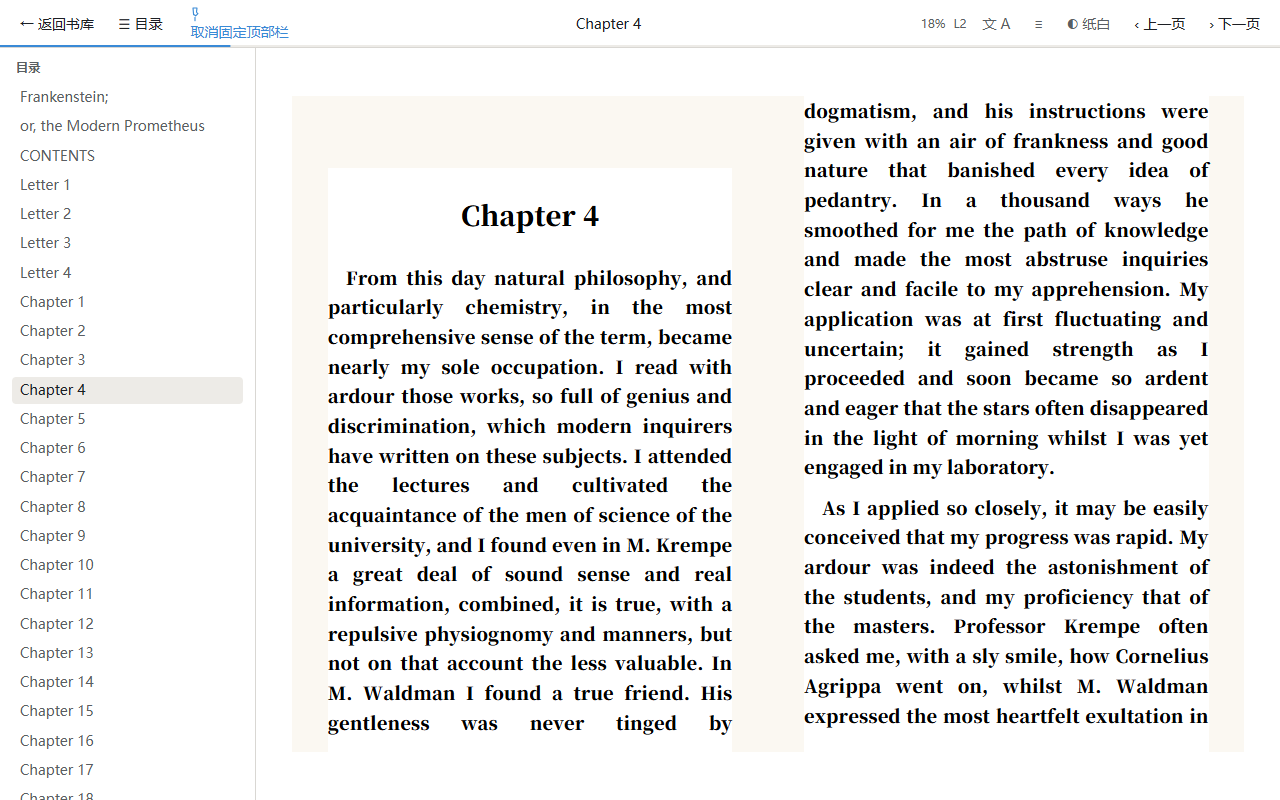 ← 返回书库
☰ 目录
取消固定顶部栏
Chapter 4
18% L2
文 A
≡
◐ 纸白
‹ 上一页
› 下一页
目录
Frankenstein;
or, the Modern Prometheus
CONTENTS
Letter 1
Letter 2
Letter 3
Letter 4
Chapter 1
Chapter 2
Chapter 3
Chapter 4
Chapter 5
Chapter 6
Chapter 7
Chapter 8
Chapter 9
Chapter 10
Chapter 11
Chapter 12
Chapter 13
Chapter 14
Chapter 15
Chapter 16
Chapter 17
Chapter 18
Chapter 4
From this day natural philosophy, and
particularly chemistry, in the most
comprehensive sense of the term, became
nearly my sole occupation. I read with
ardour those works, so full of genius and
discrimination, which modern inquirers
have written on these subjects. I attended
the lectures and cultivated the
acquaintance of the men of science of the
university, and I found even in M. Krempe
a great deal of sound sense and real
information, combined, it is true, with a
repulsive physiognomy and manners, but
not on that account the less valuable. In
M. Waldman I found a true friend. His
gentleness was never tinged by
dogmatism, and his instructions were
given with an air of frankness and good
nature that banished every idea of
pedantry. In a thousand ways he
smoothed for me the path of knowledge
and made the most abstruse inquiries
clear and facile to my apprehension. My
application was at first fluctuating and
uncertain; it gained strength as I
proceeded and soon became so ardent
and eager that the stars often disappeared
in the light of morning whilst I was yet
engaged in my laboratory.
As I applied so closely, it may be easily
conceived that my progress was rapid. My
ardour was indeed the astonishment of
the students, and my proficiency that of
the masters. Professor Krempe often
asked me, with a sly smile, how Cornelius
Agrippa went on, whilst M. Waldman
expressed the most heartfelt exultation in